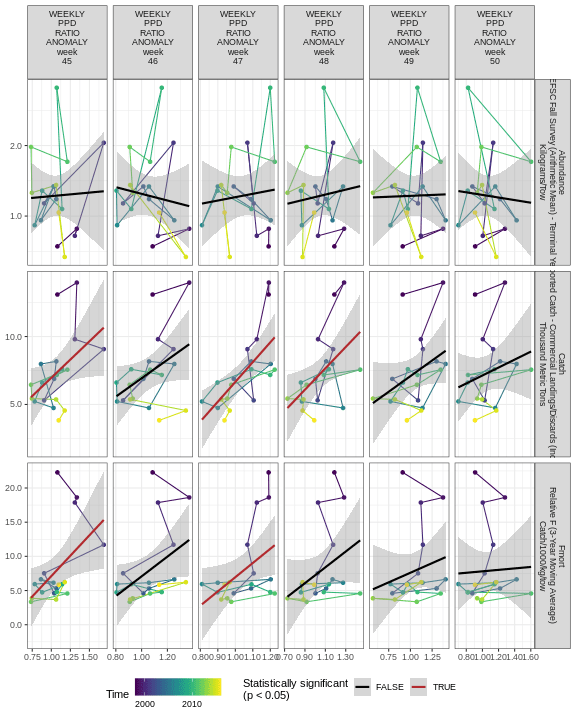 WEEKLY WEEKLY WEEKLY WEEKLY WEEKLY WEEKLY
PPD PPD PPD PPD PPD PPD
RATIO RATIO RATIO RATIO RATIO RATIO
ANOMALY ANOMALY ANOMALY ANOMALY ANOMALY ANOMALY
week week week week week week
45 46 47 48 49 50
2.0
1.0
Abundance
EFSC Fall Survey (Arithmetic Mean) - Terminal Ye
Kilograms/Tow
10.0
5.0
Catch
ported Catch - Commercial Landings/Discards (Inc
Thousand Metric Tons
20.0
15.0
10.0
5.0
0.0
Fmort
Relative F (3-Year Moving Average)
Catch/1000/kg/tow
0.75 1.00 1.25 1.50
0.80 1.00 1.20
0.80 0.90 1.00 1.10 1.20
0.70 0.90 1.10 1.30
0.75 1.00 1.25
0.80 1.00 1.20 1.40 1.60
Time
2000 2010
Statistically significant
(p < 0.05)
FALSE TRUE